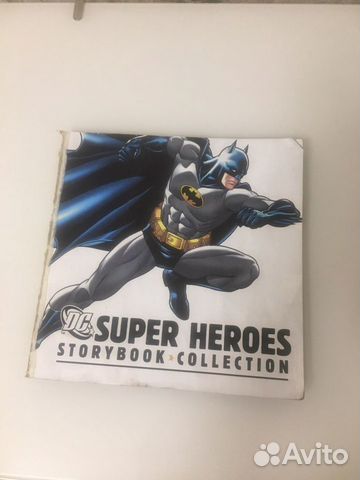 DC
SUPER HEROES
STORYBOOK COLLECTION
Avito